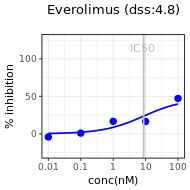 Everolimus (dss:4.8)
% inhibition
100
50
0
IC50
0.01 0.1 1 10 100
conc(nM)